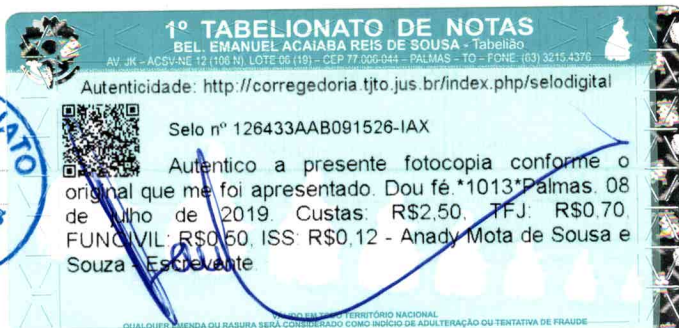 1º TABELIONATO DE NOTAS
BEL. EMANUEL ACAIABA REIS DE SOUSA - Tabelião
AV. JK – ACSV-NE 12 (106 N), LOTE 06 (19) – CEP 77.006-044 – PALMAS – TO – FONE: (63) 3215.4376
Autenticidade: http://corregedoria.tjto.jus.br/index.php/selodigital
Selo nº 126433AAB091526-IAX
Autentico a presente fotocopia conforme o
original que me foi apresentado. Dou fé.*1013*Palmas, 08
de julho de 2019. Custas: R$2,50, TFJ: R$0,70,
FUNCIVIL: R$0,50, ISS: R$0,12 - Anady Mota de Sousa e
Souza - Escrevente
VÁLIDO EM TODO TERRITÓRIO NACIONAL
QUALQUER EMENDA OU RASURA SERÁ CONSIDERADO COMO INDÍCIO DE ADULTERAÇÃO OU TENTATIVA DE FRAUDE